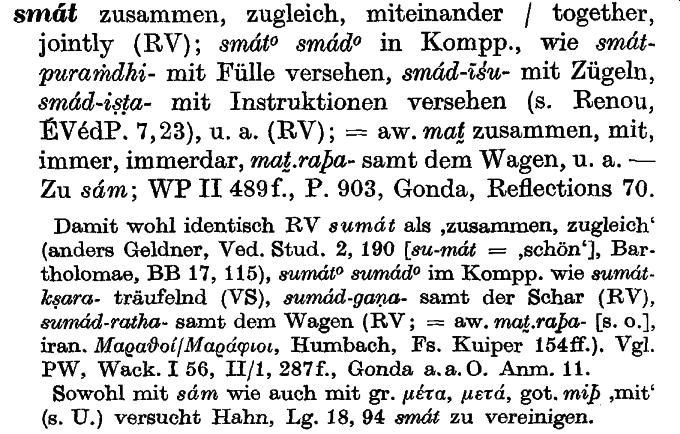 smát zusammen, zugleich, miteinander / together,
jointly (RV); smát° smád° in Kompp., wie smát-
puraṁdhi- mit Fülle versehen, smád-īśu- mit Zügeln,
smád-iṣṭa- mit Instruktionen versehen (s. Renou,
ÉVédP. 7,23), u. a. (RV); = aw. maṯ zusammen, mit,
immer, immerdar, maṯ.raþa- samt dem Wagen, u. a. —
Zu sám; WP II 489f., P. 903, Gonda, Reflections 70.
Damit wohl identisch RV sumát als ‚zusammen, zugleich‘
(anders Geldner, Ved. Stud. 2, 190 [su-mát = ‚schön‘], Bar-
tholomae, BB 17, 115), sumát° sumád° im Kompp. wie sumát-
kṣara- träufelnd (VS), sumád-gaṇa- samt der Schar (RV),
sumád-ratha- samt dem Wagen (RV; = aw. maṯ.raþa- [s. o.],
iran. Μαραθοί/Μαράφιοι, Humbach, Fs. Kuiper 154ff.). Vgl.
PW, Wack. I 56, II/1, 287f., Gonda a.a.O. Anm. 11.
Sowohl mit sám wie auch mit gr. μέτα, μετά, got. miþ ‚mit‘
(s. U.) versucht Hahn, Lg. 18, 94 smát zu vereinigen.